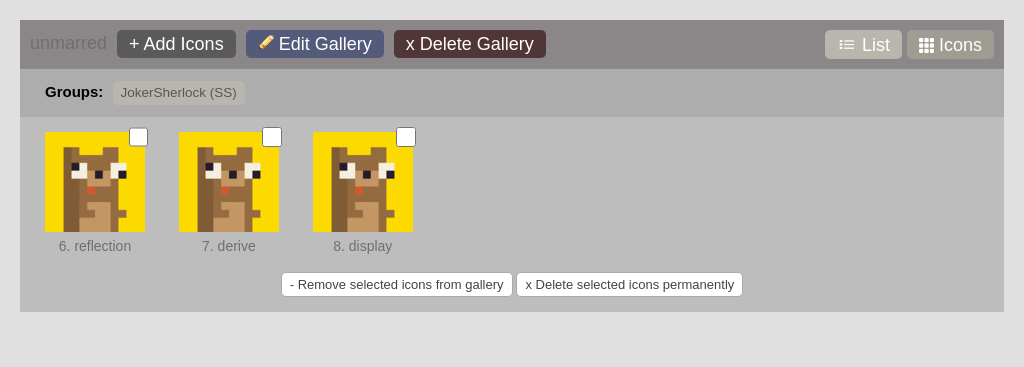 unmarred + Add Icons Edit Gallery x Delete Gallery List Icons
Groups: JokerSherlock (SS)
6. reflection 7. derive 8. display
- Remove selected icons from gallery x Delete selected icons permanently